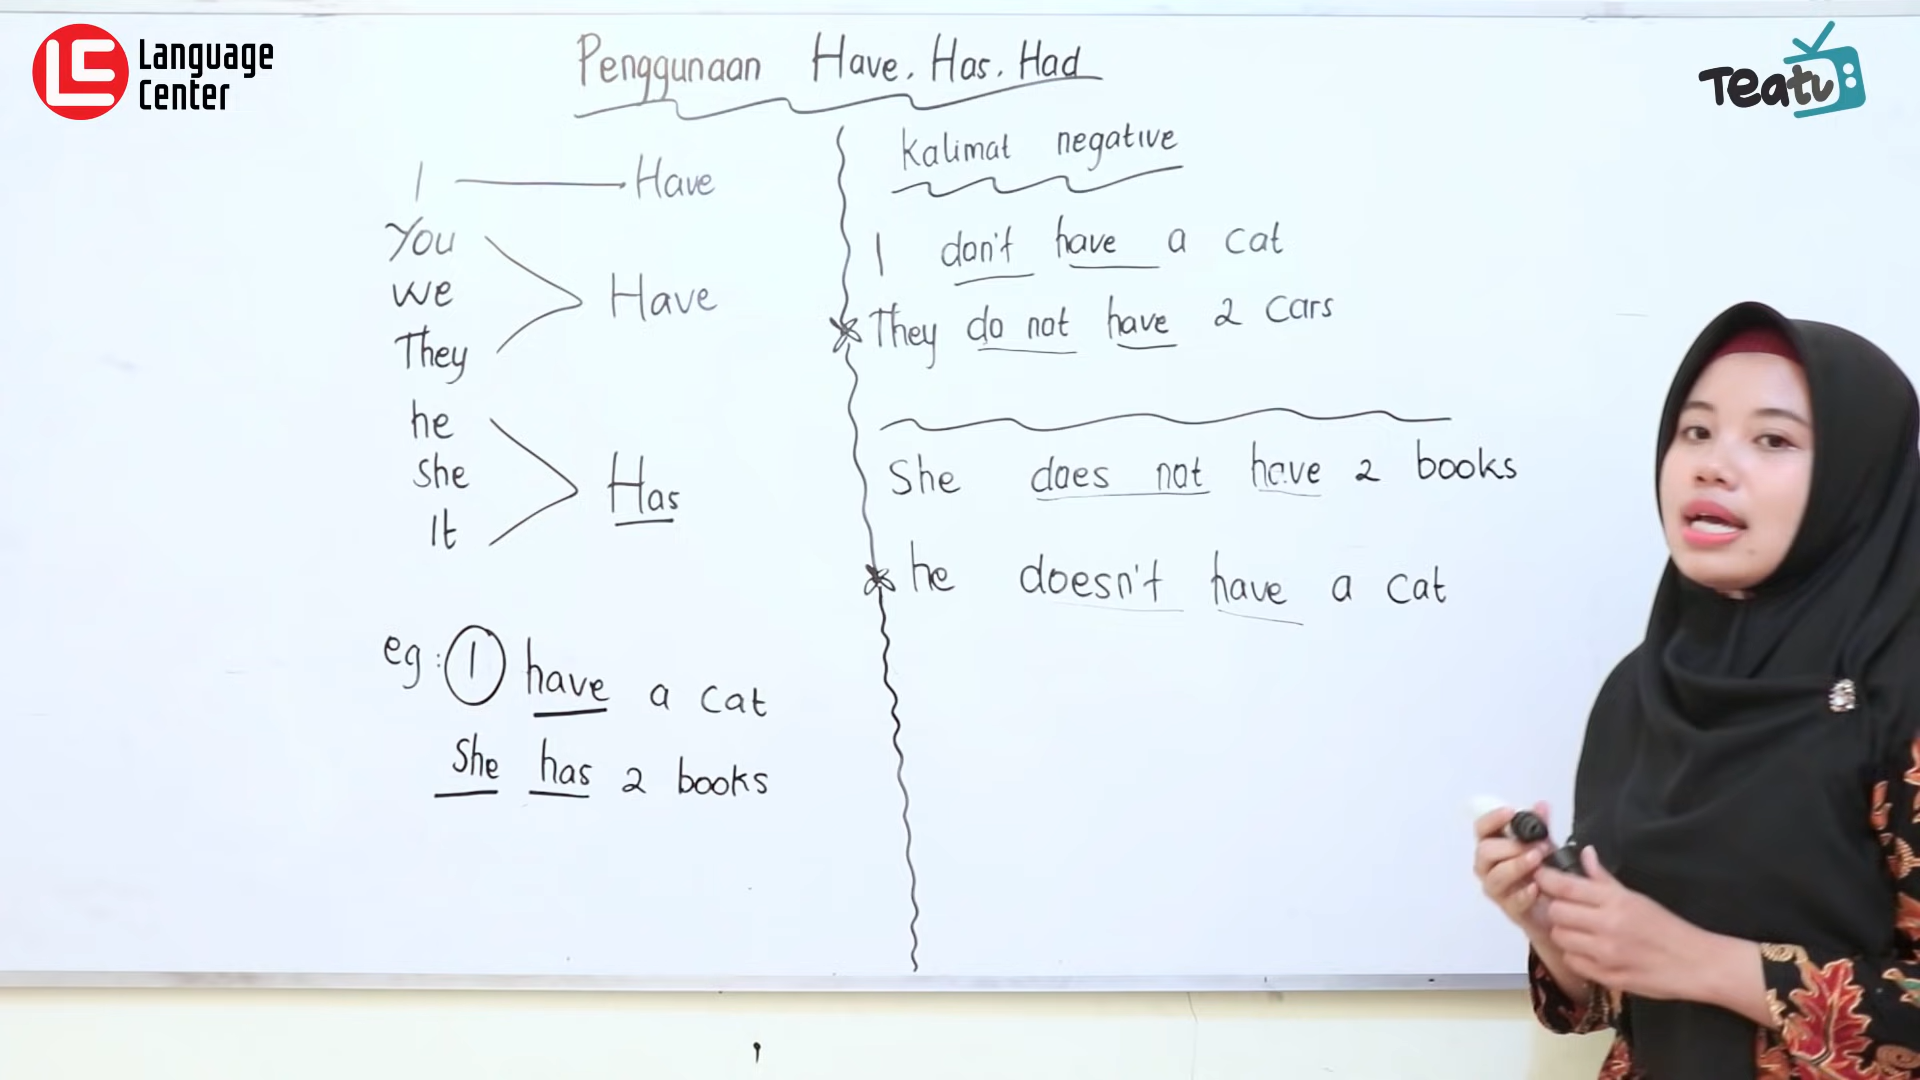 Language
Center
TeaTv
Penggunaan Have, Has, Had
I Have
You
we
They
Have
he
She
It
Has
eg: I have a cat
She has 2 books
Kalimat negative
I don't have a cat
They do not have 2 cars
She does not have 2 books
he doesn't have a cat